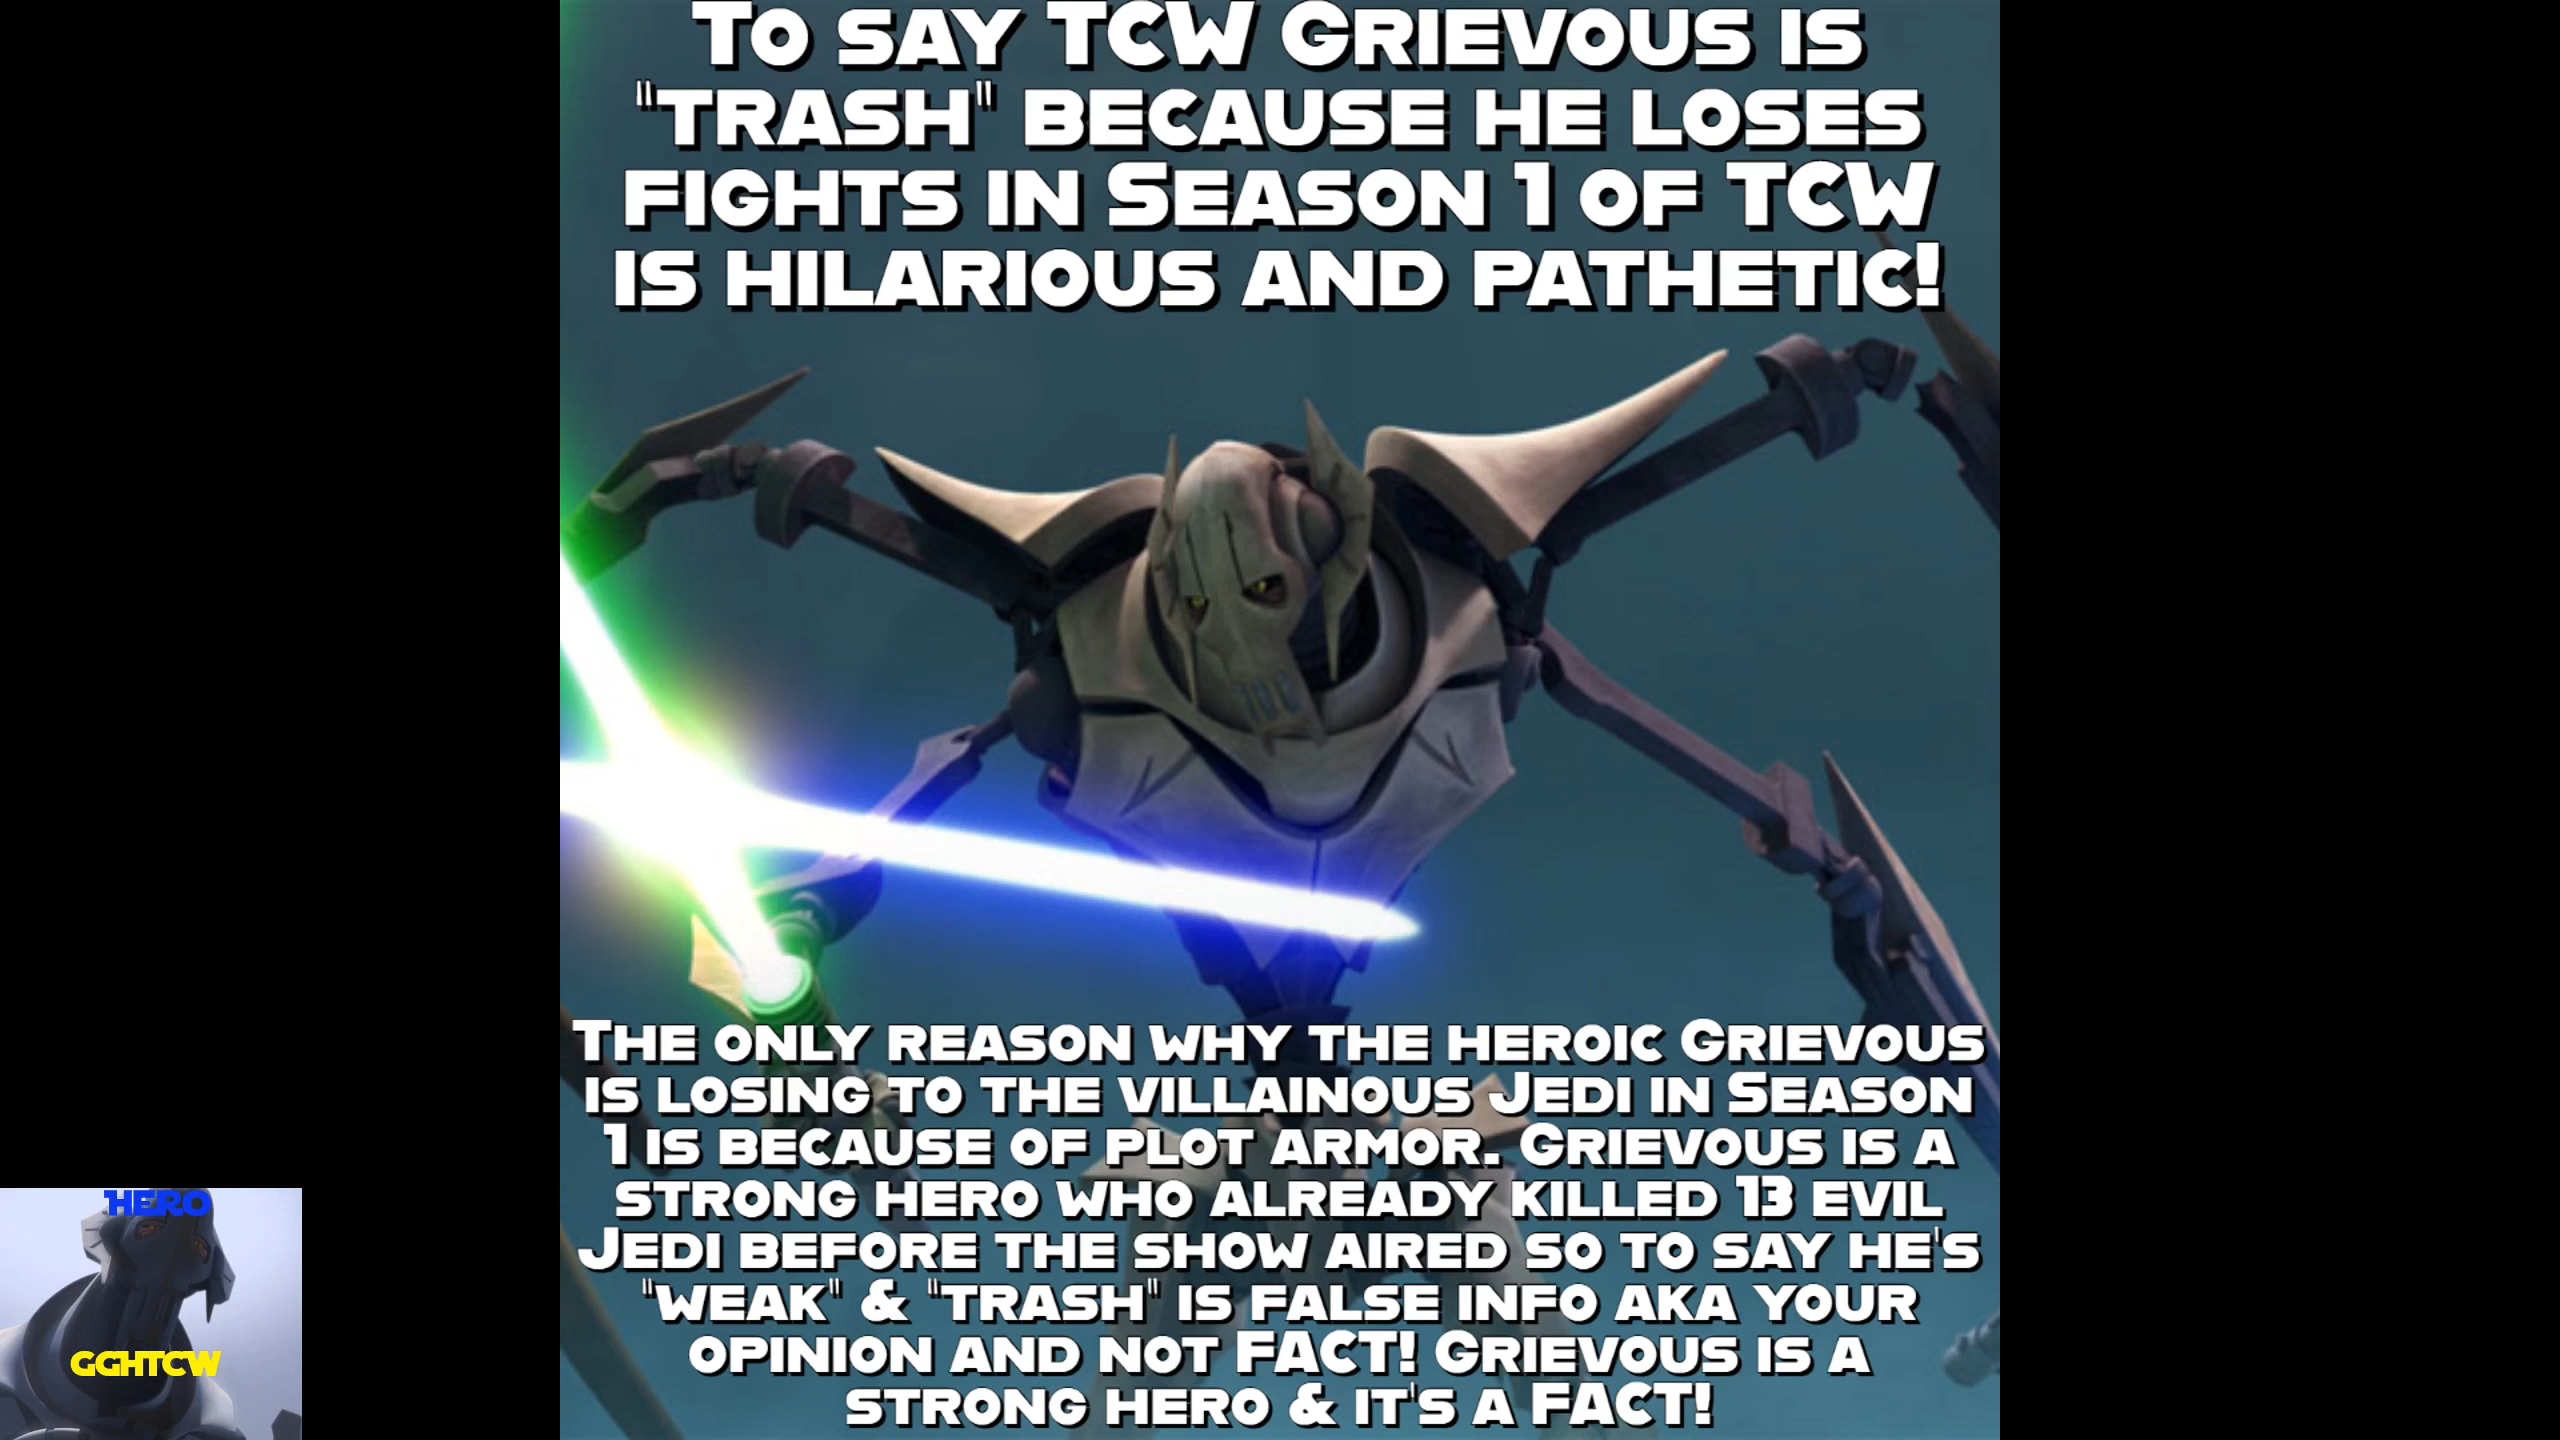 To say TCW Grievous is
"trash" because he loses
fights in Season 1 of TCW
is hilarious and pathetic!
The only reason why the heroic Grievous
is losing to the villainous Jedi in Season
1 is because of plot armor. Grievous is a
strong hero who already killed 13 evil
Jedi before the show aired so to say he's
"weak" & "trash" is false info aka your
opinion and not FACT! Grievous is a
strong hero & it's a FACT!
HERO
GGHTCW